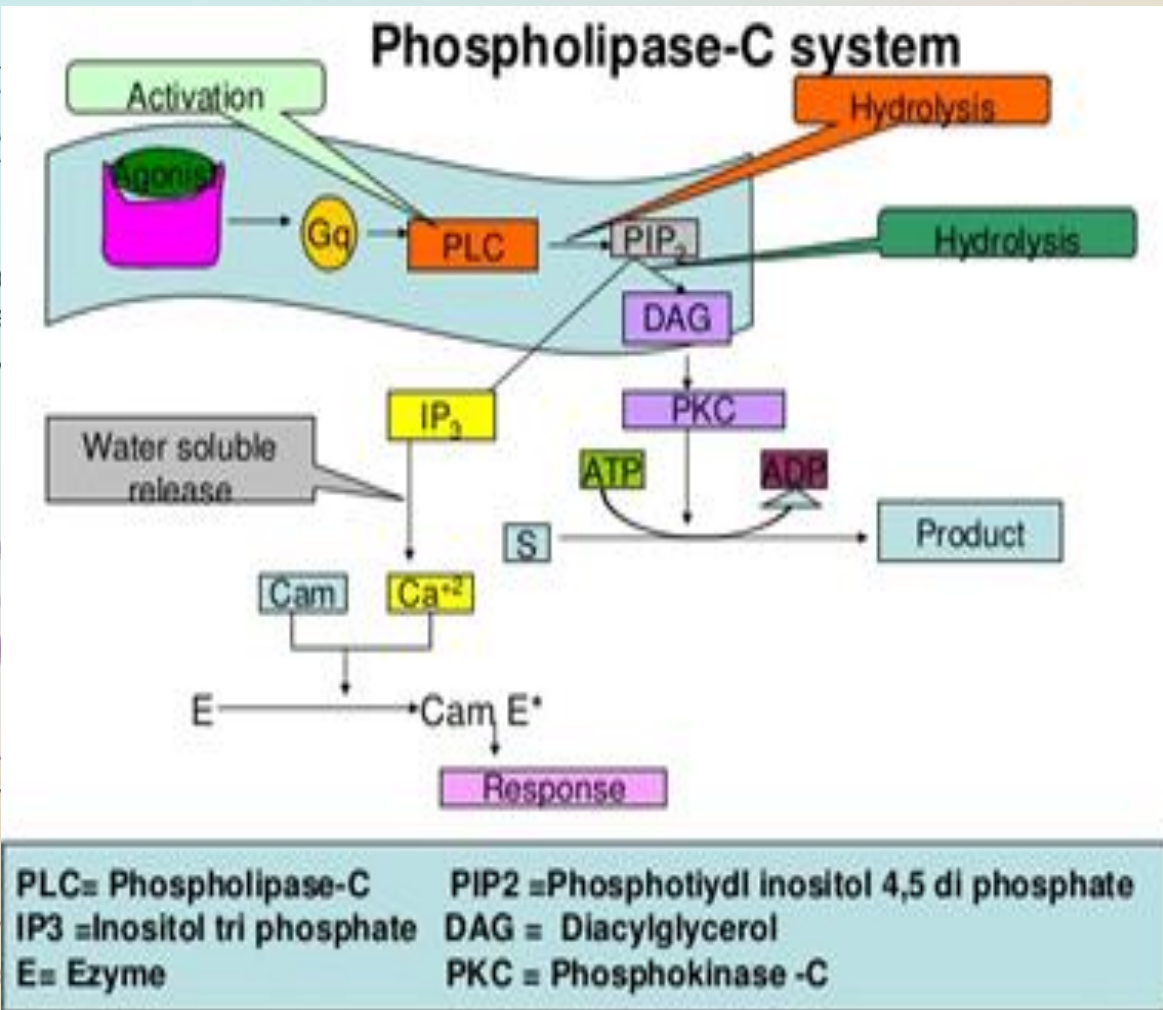 Phospholipase-C system
Activation
Hydrolysis
Agonist
Gq
PLC
PIP2
Hydrolysis
DAG
IP3
PKC
Water soluble
release
ATP
ADP
S
Product
Cam
Ca+2
E
Cam E*
Response
PLC≡ Phospholipase-C PIP2 ≡Phosphotiydl inositol 4,5 di phosphate
IP3 ≡Inositol tri phosphate DAG ≡ Diacylglycerol
E≡ Ezyme PKC ≡ Phosphokinase -C